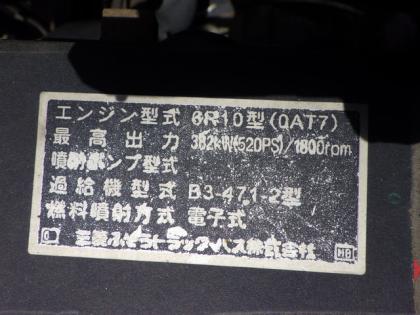 エンジン型式 6R10型(0AT7)
最高出力 382kW(520PS)/1800rpm
噴射ポンプ型式
過給機型式 B3-471-2型
燃料噴射方式 電子式
三菱ふそうトラック・バス株式会社